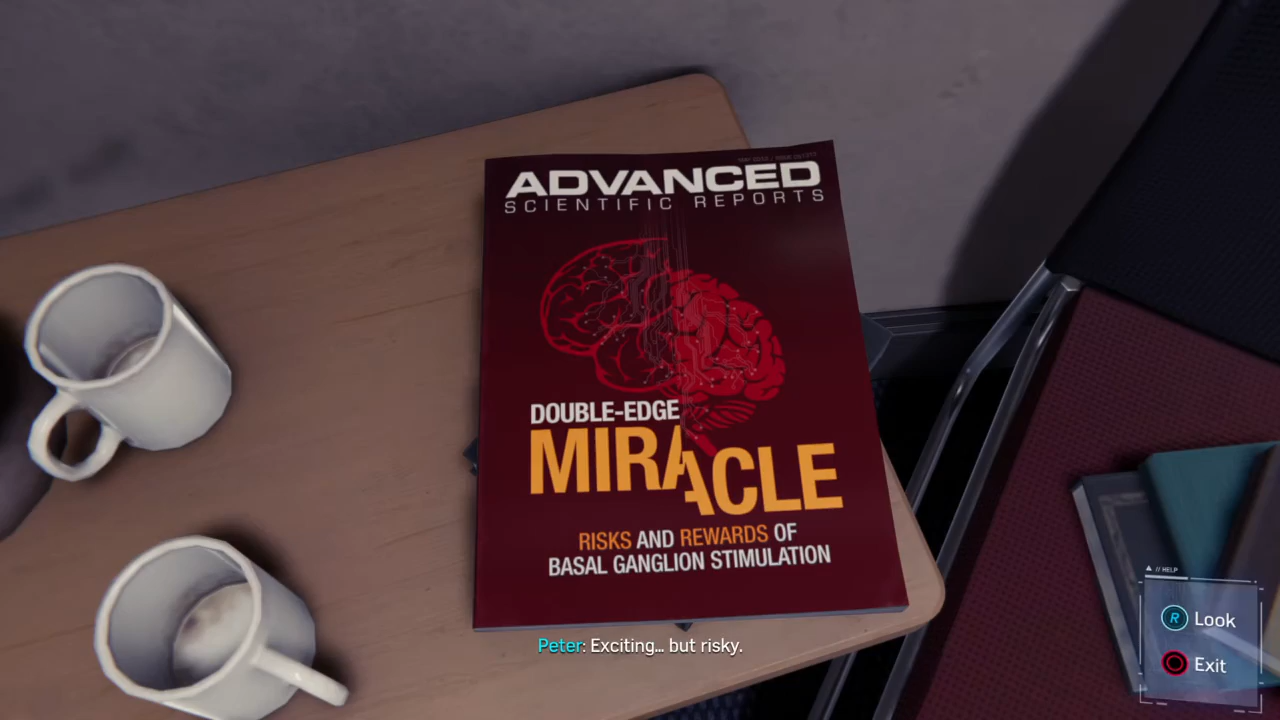 ADVANCED
SCIENTIFIC REPORTS
DOUBLE-EDGE
MIRACLE
RISKS AND REWARDS OF
BASAL GANGLION STIMULATION
Peter: Exciting... but risky.
// HELP
R Look
Exit